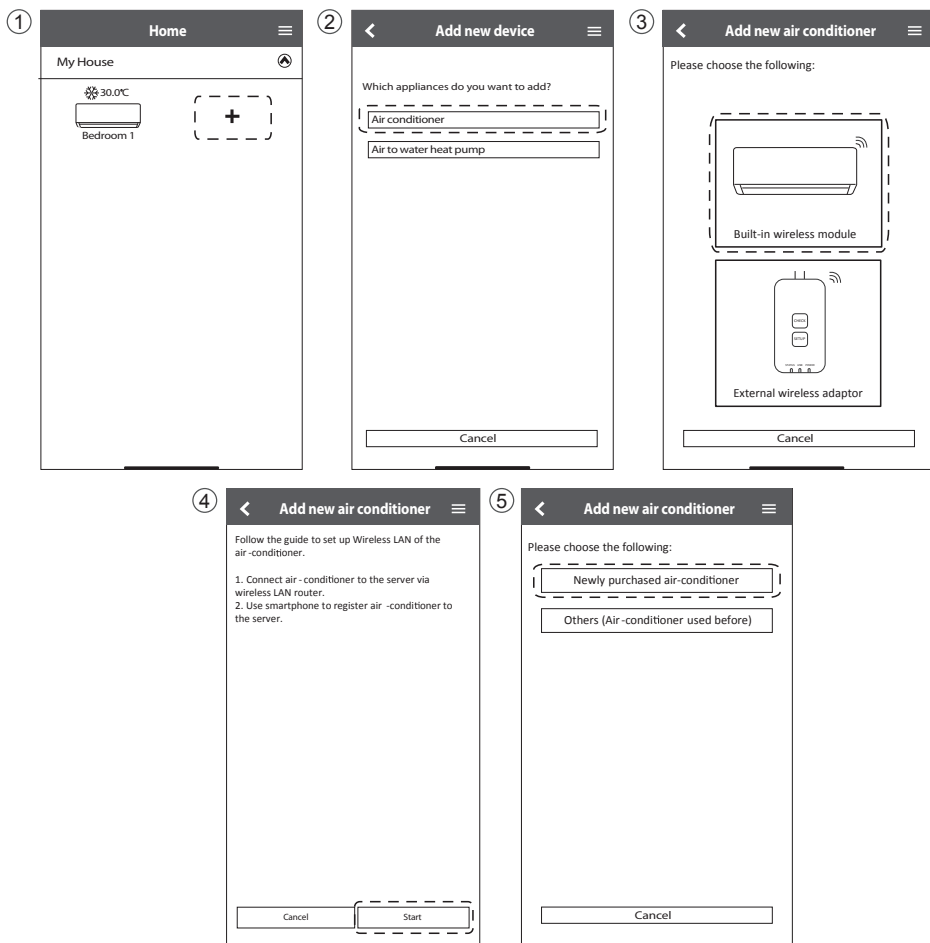 1
Home
My House
30.0℃
Bedroom 1
+
2
Add new device
Which appliances do you want to add?
Air conditioner
Air to water heat pump
Cancel
3
Add new air conditioner
Please choose the following:
Built-in wireless module
CHECK
SETUP
External wireless adaptor
Cancel
4
Add new air conditioner
Follow the guide to set up Wireless LAN of the
air -conditioner.
1. Connect air - conditioner to the server via
wireless LAN router.
2. Use smartphone to register air -conditioner to
the server.
Cancel
Start
5
Add new air conditioner
Please choose the following:
Newly purchased air-conditioner
Others (Air -conditioner used before)
Cancel